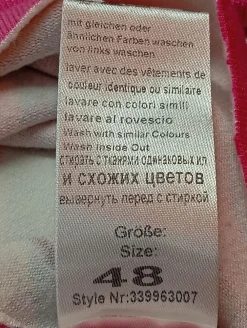 mit gleichen oder
ähnlichen Farben waschen
von links waschen
laver avec des vêtements de
couleur identique ou similaire
lavare con colori simili
lavare al rovescio
Wash with similar Colours
Wash Inside Out
стирать с тканями одинаковых ил
и схожих цветов
вывернуть перед с стиркой
Größe:
Size:
48
Style Nr:339963007